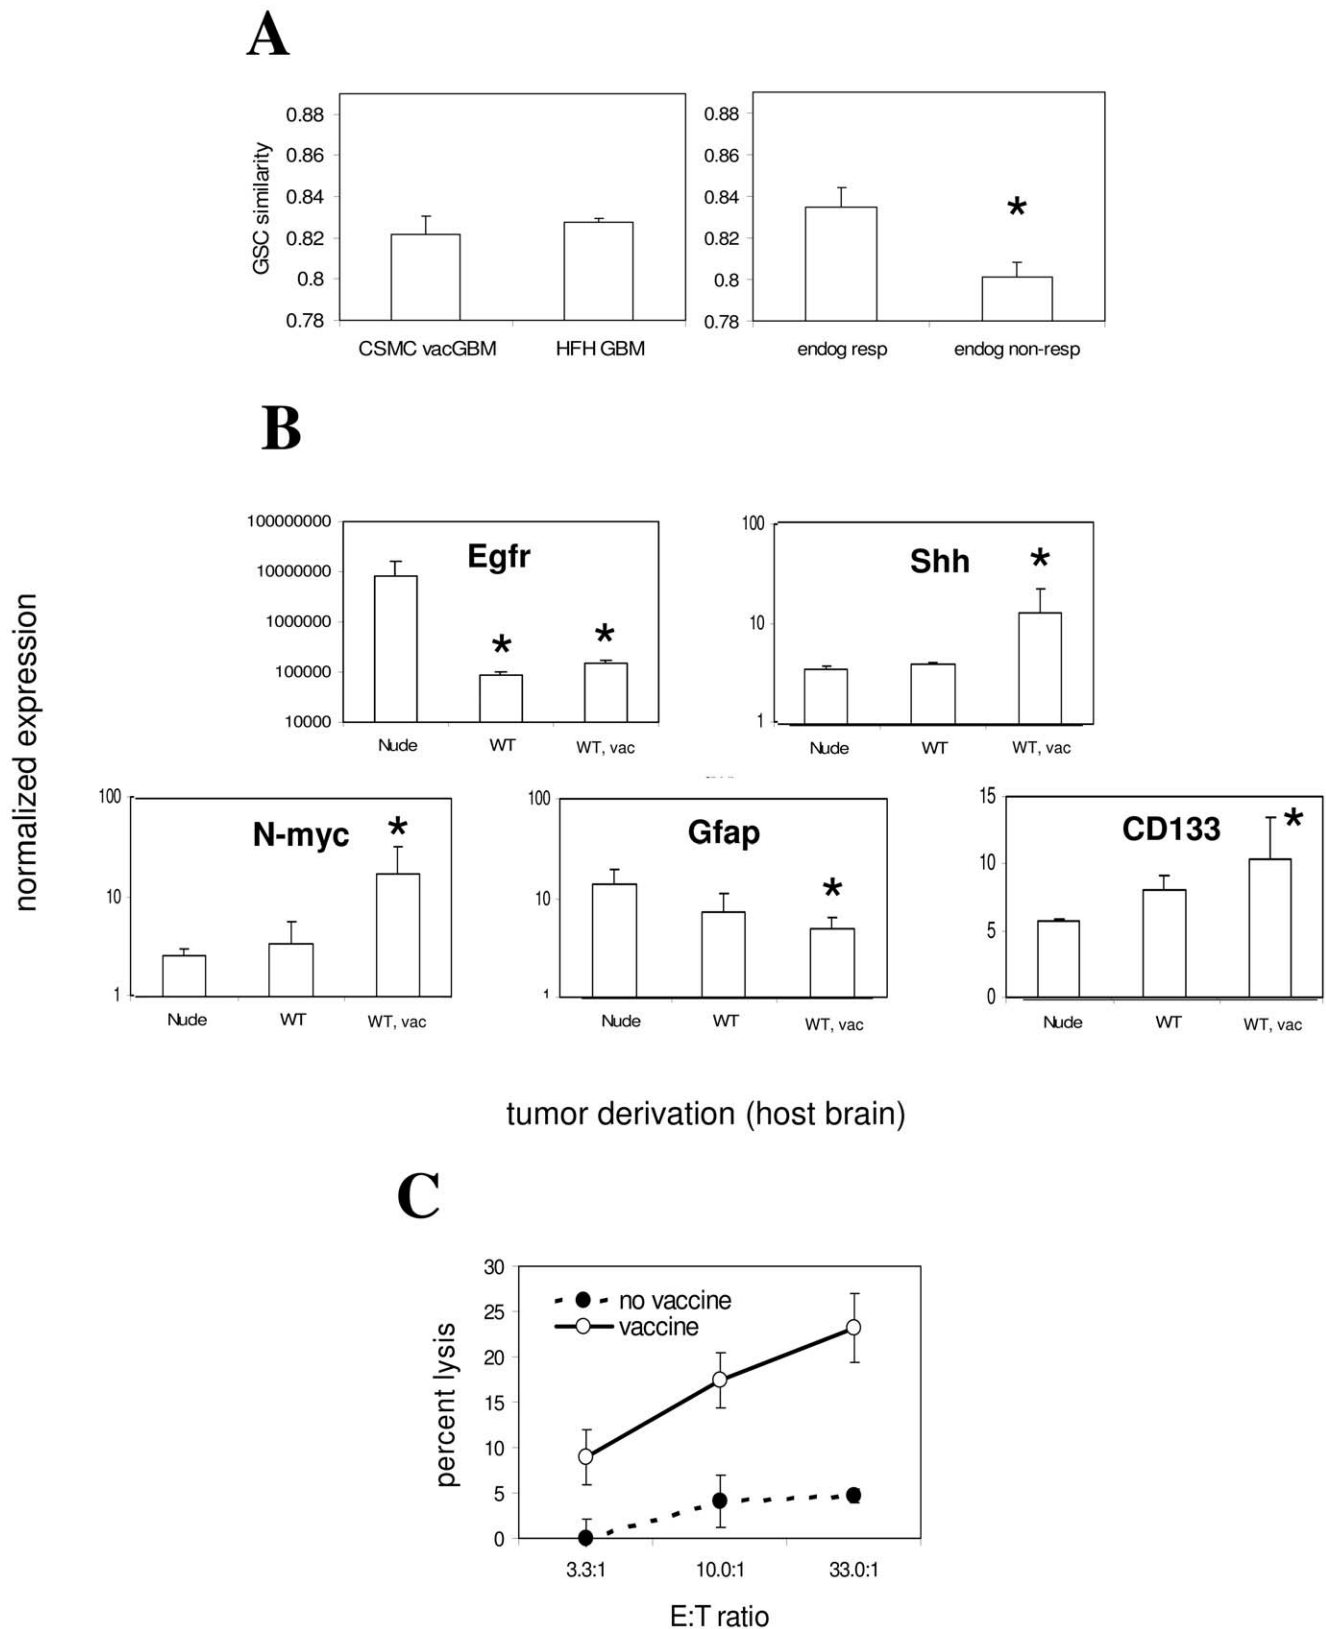 A
GSC similarity
0.88
0.86
0.84
0.82
0.8
0.78
CSMC vacGBM
HFH GBM
0.88
0.86
0.84
0.82
0.8
0.78
*
endog resp
endog non-resp
B
normalized expression
100000000
10000000
1000000
100000
10000
Egfr
*
*
Nude
WT
WT, vac
100
10
1
Shh
*
Nude
WT
WT, vac
100
10
1
N-myc
*
Nude
WT
WT, vac
100
10
1
Gfap
*
Nude
WT
WT, vac
15
10
5
0
CD133
*
Nude
WT
WT, vac
tumor derivation (host brain)
C
percent lysis
30
25
20
15
10
5
0
no vaccine
vaccine
3.3:1
10.0:1
33.0:1
E:T ratio